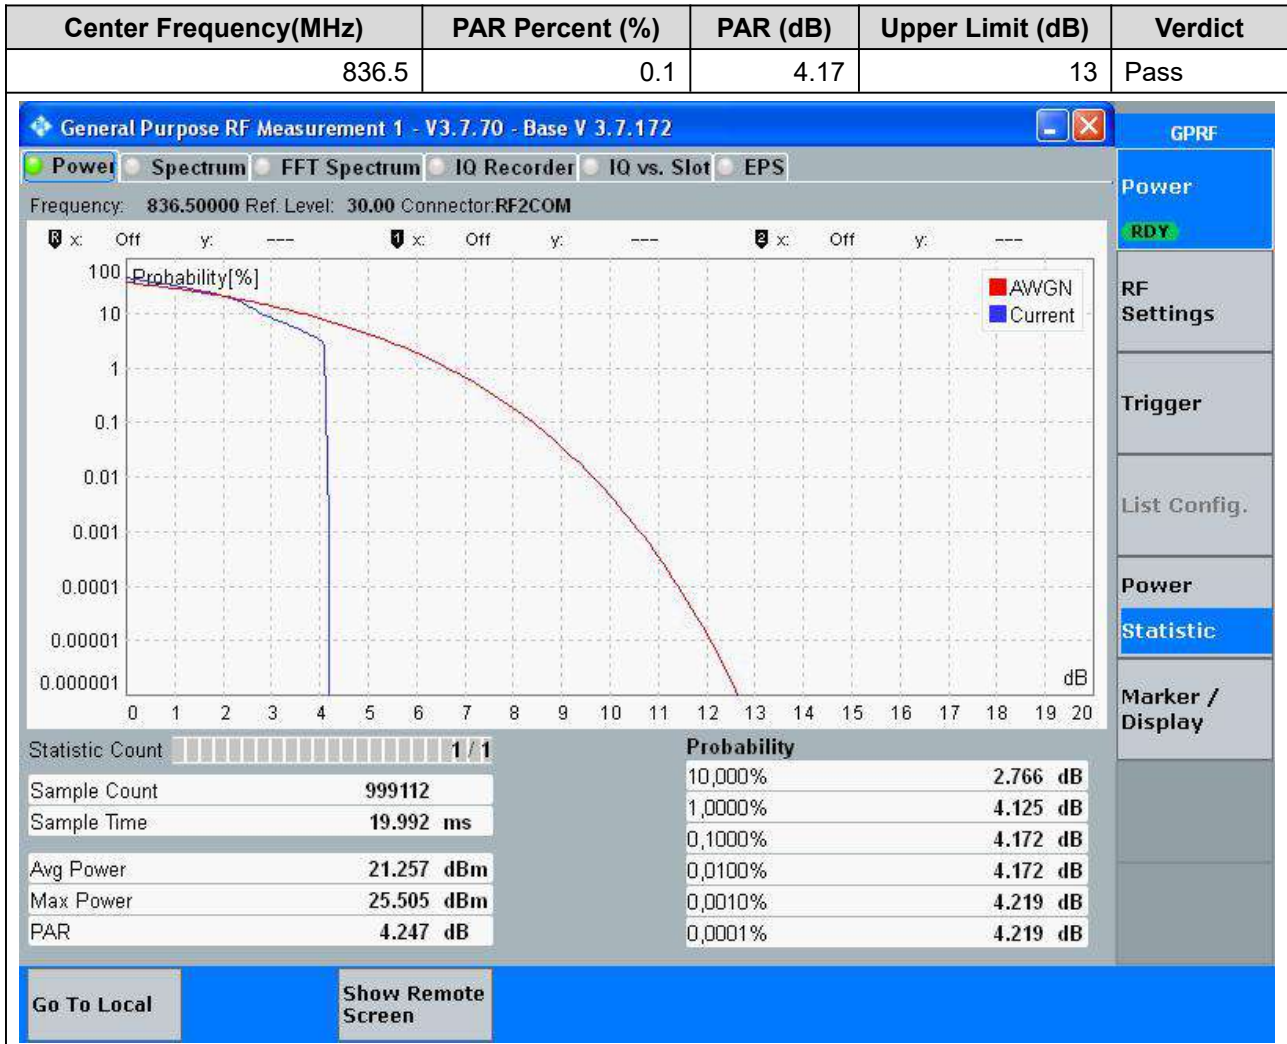 Center Frequency(MHz) PAR Percent (%) PAR (dB) Upper Limit (dB) Verdict
836.5 0.1 4.17 13 Pass
General Purpose RF Measurement 1 - V3.7.70 - Base V 3.7.172
GPRF
Power Spectrum FFT Spectrum IQ Recorder IQ vs. Slot EPS
Power
RDY
Frequency: 836.50000 Ref. Level: 30.00 Connector:RF2COM
R x: Off y: --- 1 x: Off y: --- 2 x: Off y: ---
100 Probability[%]
AWGN
Current
10
1
0.1
0.01
0.001
0.0001
0.00001
0.000001
dB
0 1 2 3 4 5 6 7 8 9 10 11 12 13 14 15 16 17 18 19 20
RF
Settings
Trigger
List Config.
Power
Statistic
Marker /
Display
Statistic Count 1 / 1
Sample Count 999112
Sample Time 19.992 ms
Avg Power 21.257 dBm
Max Power 25.505 dBm
PAR 4.247 dB
Probability
10,000% 2.766 dB
1,0000% 4.125 dB
0,1000% 4.172 dB
0,0100% 4.172 dB
0,0010% 4.219 dB
0,0001% 4.219 dB
Go To Local
Show Remote
Screen